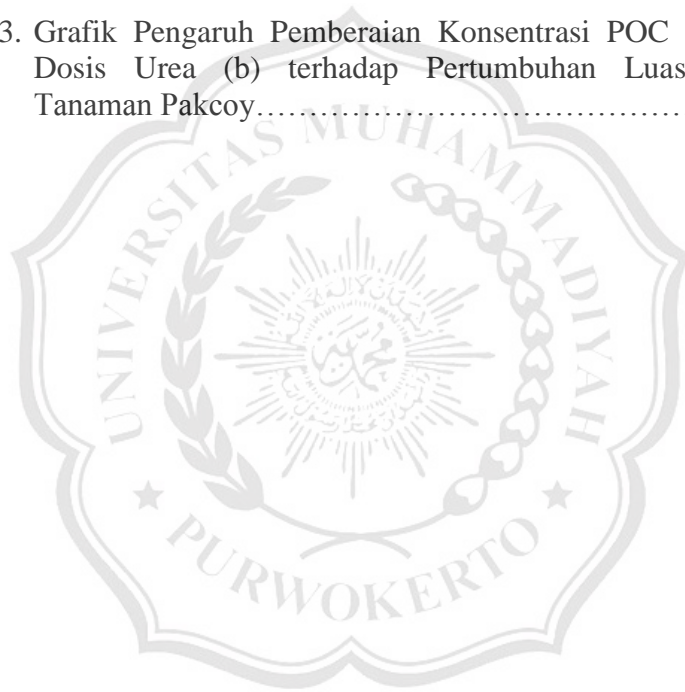 3. Grafik Pengaruh Pemberaian Konsentrasi POC
Dosis Urea (b) terhadap Pertumbuhan Luas
Tanaman Pakcoy……………………………………
UNIVERSITAS MUHAMMADIYAH
PURWOKERTO